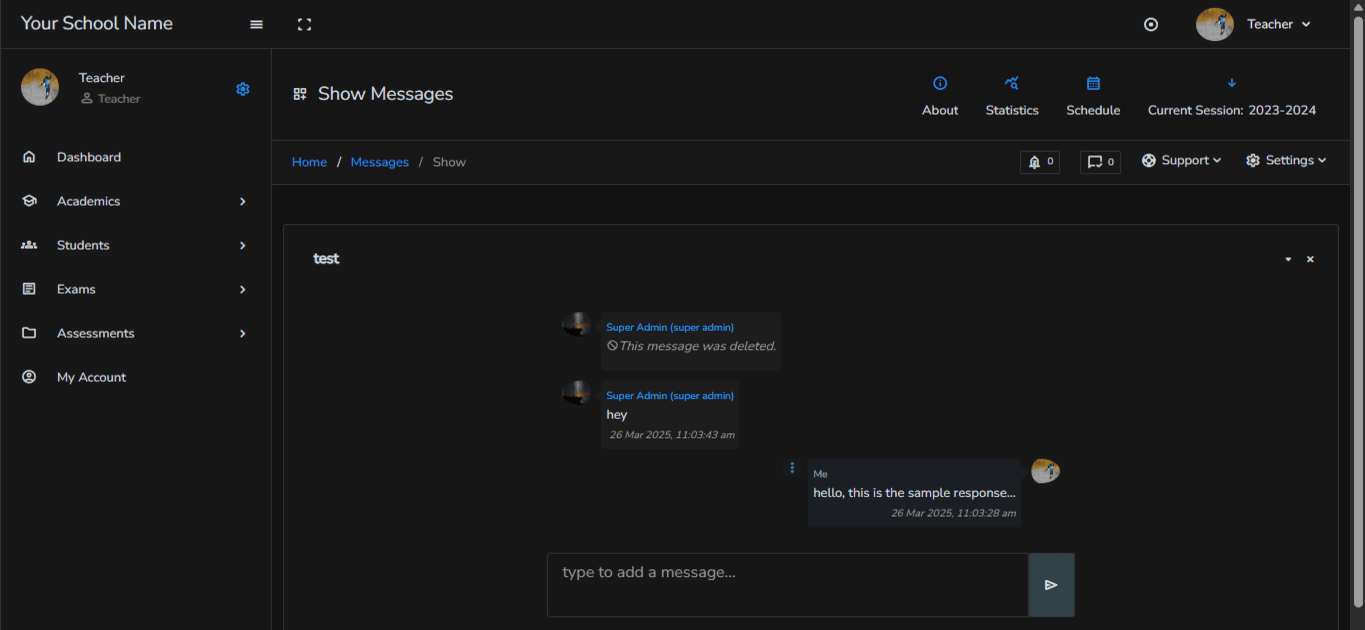 Your School Name
Teacher
Teacher
Teacher
Dashboard
Academics
Students
Exams
Assessments
My Account
Show Messages
About
Statistics
Schedule
Current Session: 2023-2024
Home / Messages / Show
0
0
Support
Settings
test
Super Admin (super admin)
This message was deleted.
Super Admin (super admin)
hey
26 Mar 2025, 11:03:43 am
Me
hello, this is the sample response...
26 Mar 2025, 11:03:28 am
type to add a message...